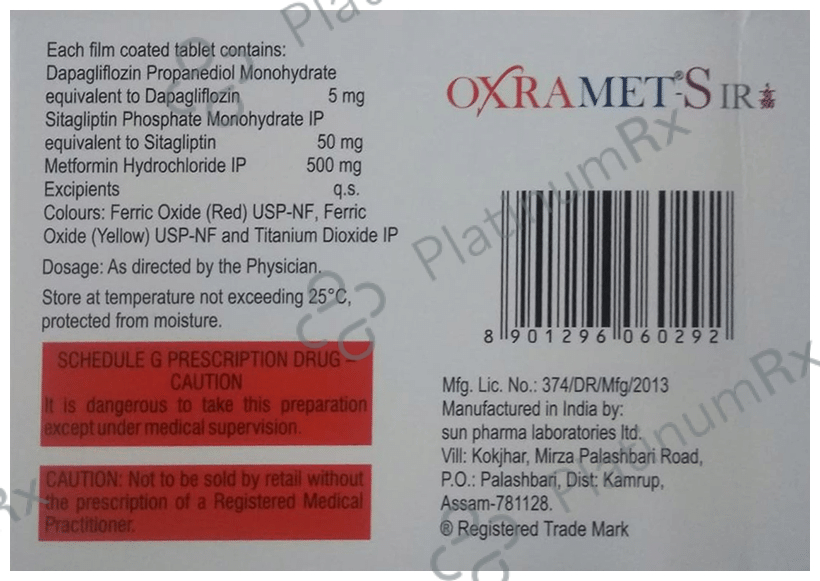 Each film coated tablet contains:
Dapagliflozin Propanediol Monohydrate
equivalent to Dapagliflozin 5 mg
Sitagliptin Phosphate Monohydrate IP
equivalent to Sitagliptin 50 mg
Metformin Hydrochloride IP 500 mg
Excipients q.s.
Colours: Ferric Oxide (Red) USP-NF, Ferric
Oxide (Yellow) USP-NF and Titanium Dioxide IP
Dosage: As directed by the Physician.
Store at temperature not exceeding 25°C,
protected from moisture.
SCHEDULE G PRESCRIPTION DRUG –
CAUTION
It is dangerous to take this preparation
except under medical supervision.
CAUTION: Not to be sold by retail without
the prescription of a Registered Medical
Practitioner.
OXRAMET®-S IR
8 901296 060292
Mfg. Lic. No.: 374/DR/Mfg/2013
Manufactured in India by:
sun pharma laboratories ltd.
Vill: Kokjhar, Mirza Palashbari Road,
P.O.: Palashbari, Dist: Kamrup,
Assam-781128.
® Registered Trade Mark
PlatinumRx
PlatinumRx